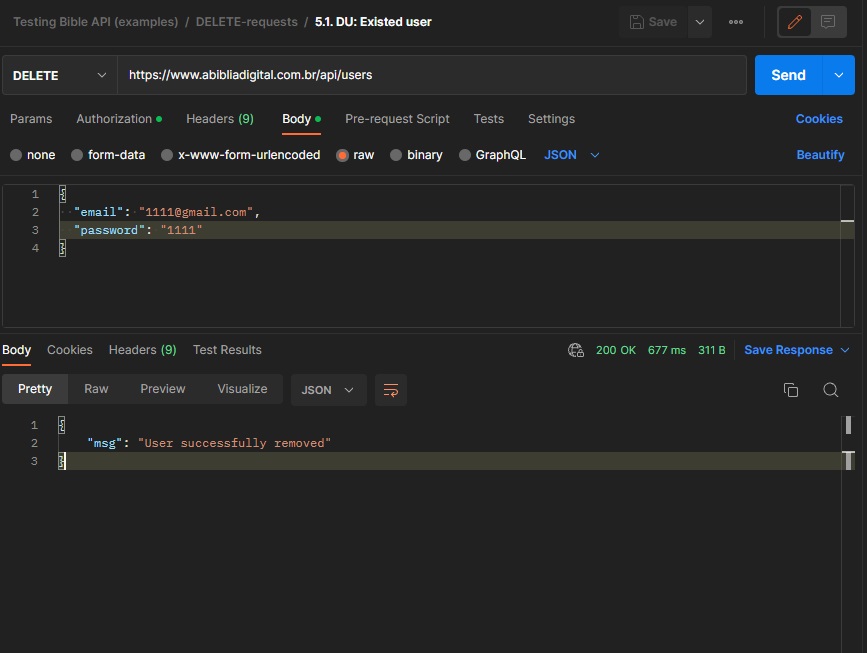 Testing Bible API (examples) / DELETE-requests / 5.1. DU: Existed user Save
DELETE https://www.abibliadigital.com.br/api/users Send
Params Authorization Headers (9) Body Pre-request Script Tests Settings Cookies
none form-data x-www-form-urlencoded raw binary GraphQL JSON Beautify
1 {
2 "email": "1111@gmail.com",
3 "password": "1111"
4 }
Body Cookies Headers (9) Test Results 200 OK 677 ms 311 B Save Response
Pretty Raw Preview Visualize JSON
1 {
2 "msg": "User successfully removed"
3 }